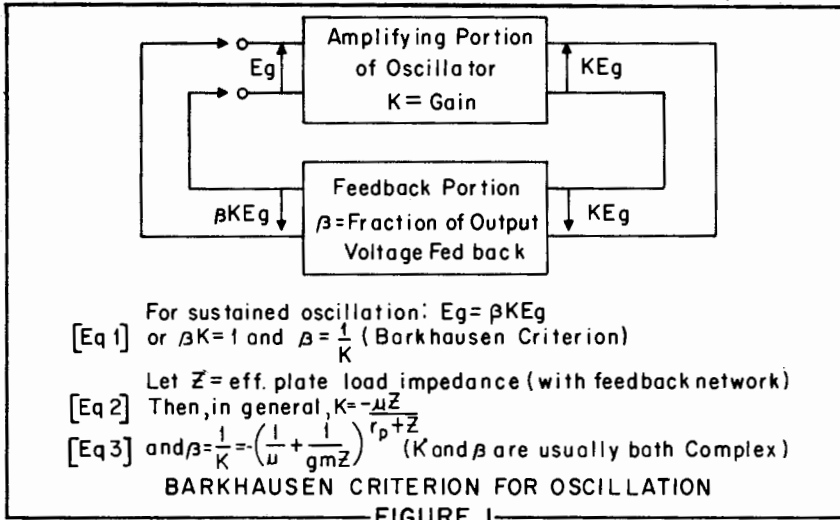 Amplifying Portion
of Oscillator
K = Gain
Eg
KEg
Feedback Portion
β = Fraction of Output
Voltage Fed back
βKEg
KEg
For sustained oscillation: Eg = βKEg
[Eq 1] or βK = 1 and β = 1/K (Barkhausen Criterion)
Let Z = eff. plate load impedance (with feedback network)
[Eq 2] Then, in general, K = -μZ/(rp + Z)
[Eq 3] and β = 1/K = -(1/μ + 1/gmZ) (K and β are usually both Complex)
BARKHAUSEN CRITERION FOR OSCILLATION
FIGURE 1